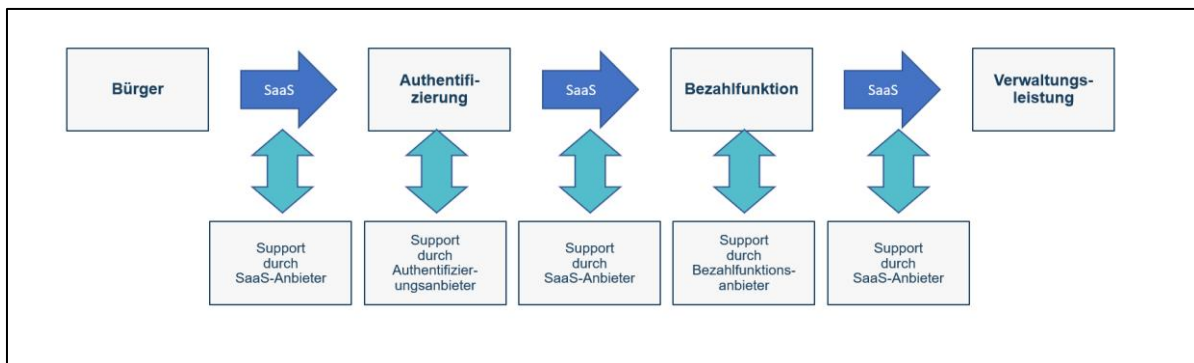 Bürger
SaaS
Authentifi-
zierung
SaaS
Bezahlfunktion
SaaS
Verwaltungs-
leistung
Support
durch
SaaS-Anbieter
Support
durch
Authentifizier-
ungsanbieter
Support
durch
SaaS-Anbieter
Support
durch
Bezahlfunktions-
anbieter
Support
durch
SaaS-Anbieter